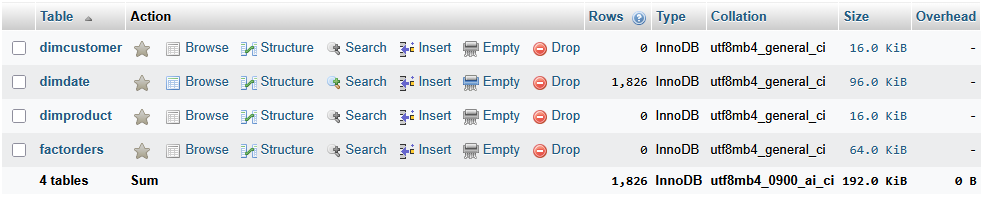 Table Action Rows Type Collation Size Overhead
dimcustomer Browse Structure Search Insert Empty Drop 0 InnoDB utf8mb4_general_ci 16.0 KiB -
dimdate Browse Structure Search Insert Empty Drop 1,826 InnoDB utf8mb4_general_ci 96.0 KiB -
dimproduct Browse Structure Search Insert Empty Drop 0 InnoDB utf8mb4_general_ci 16.0 KiB -
factorders Browse Structure Search Insert Empty Drop 0 InnoDB utf8mb4_general_ci 64.0 KiB -
4 tables Sum 1,826 InnoDB utf8mb4_0900_ai_ci 192.0 KiB 0 B